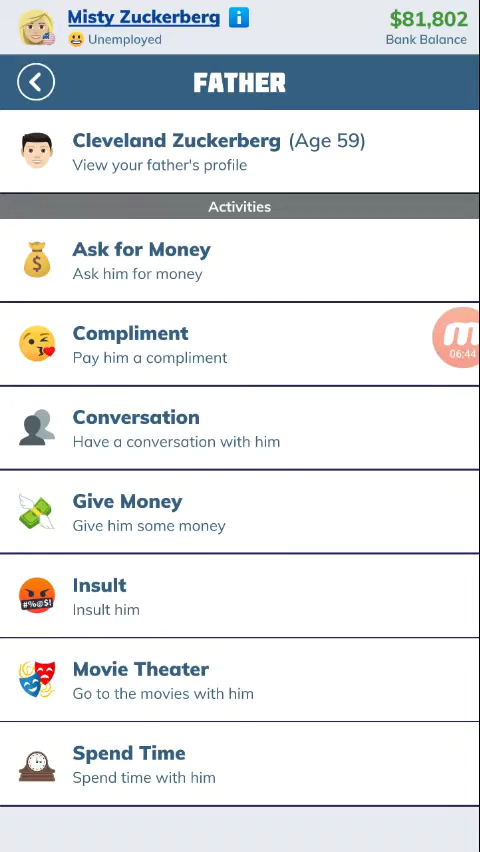 Misty Zuckerberg
$81,802
Unemployed
Bank Balance
FATHER
Cleveland Zuckerberg (Age 59)
View your father's profile
Activities
Ask for Money
Ask him for money
Compliment
Pay him a compliment
06:44
Conversation
Have a conversation with him
Give Money
Give him some money
Insult
#%@$!
Insult him
Movie Theater
Go to the movies with him
Spend Time
Spend time with him